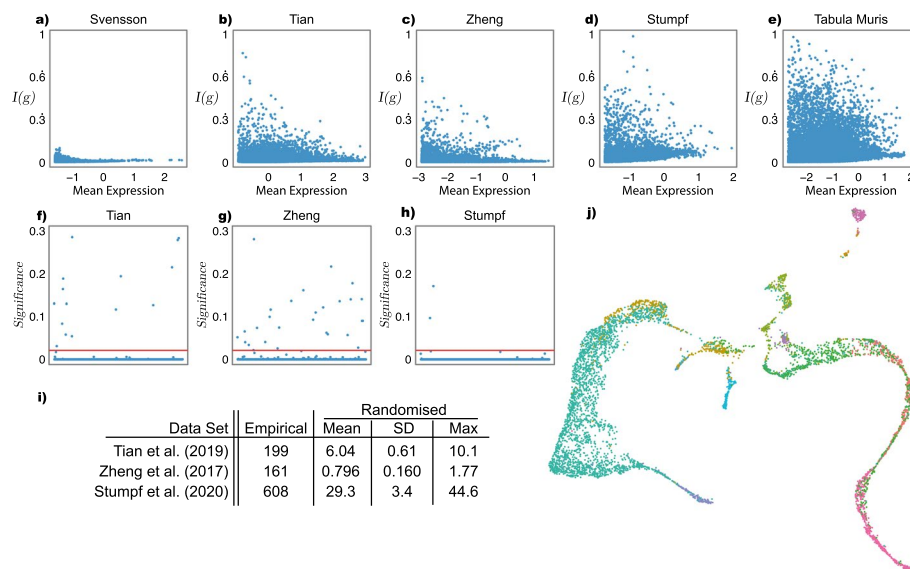 a) Svensson
1
0.6
I(g)
0.3
0
−1 0 1 2
Mean Expression
b) Tian
1
0.6
I(g)
0.3
0
0 1 2 3
Mean Expression
c) Zheng
1
0.6
I(g)
0.3
0
−3 −2 −1 0 1
Mean Expression
d) Stumpf
1
0.6
I(g)
0.3
0
−1 0 1 2
Mean Expression
e) Tabula Muris
1
0.6
I(g)
0.3
0
−2 −1 0 1 2
Mean Expression
f) Tian
0.3
0.2
Significance
0.1
0
g) Zheng
0.3
0.2
Significance
0.1
0
h) Stumpf
0.3
0.2
Significance
0.1
0
i)
Randomised
Data Set Empirical Mean SD Max
Tian et al. (2019) 199 6.04 0.61 10.1
Zheng et al. (2017) 161 0.796 0.160 1.77
Stumpf et al. (2020) 608 29.3 3.4 44.6
j)